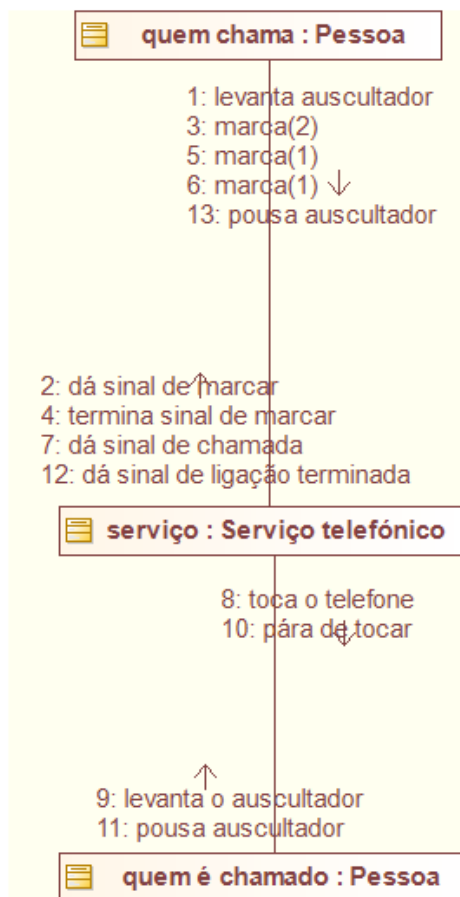 quem chama : Pessoa
1: levanta auscultador
3: marca(2)
5: marca(1)
6: marca(1)
13: pousa auscultador
2: dá sinal de marcar
4: termina sinal de marcar
7: dá sinal de chamada
12: dá sinal de ligação terminada
serviço : Serviço telefónico
8: toca o telefone
10: pára de tocar
9: levanta o auscultador
11: pousa auscultador
quem é chamado : Pessoa